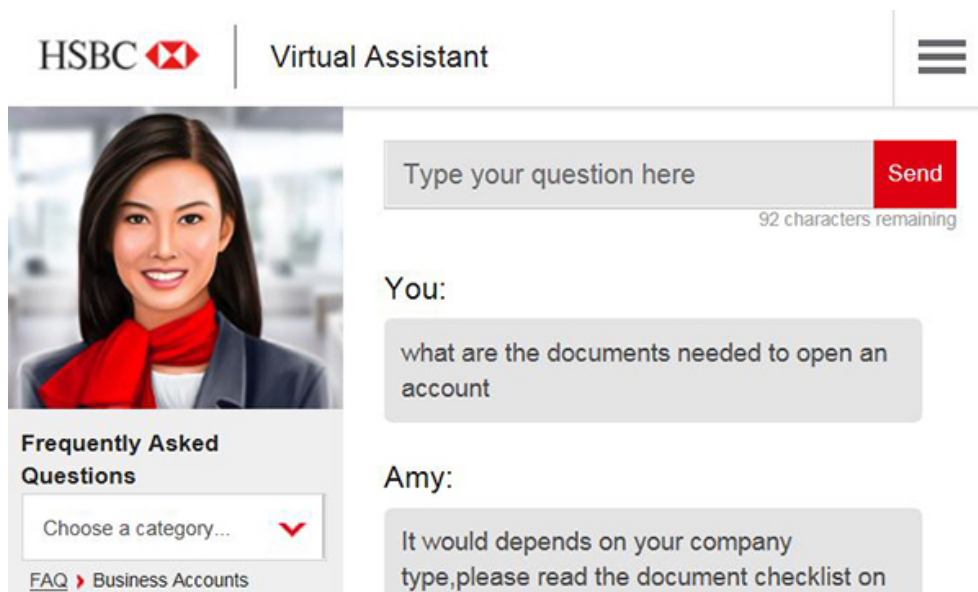 HSBC
Virtual Assistant
Type your question here
Send
92 characters remaining
You:
what are the documents needed to open an
account
Frequently Asked
Questions
Choose a category...
FAQ Business Accounts
Amy:
It would depends on your company
type,please read the document checklist on